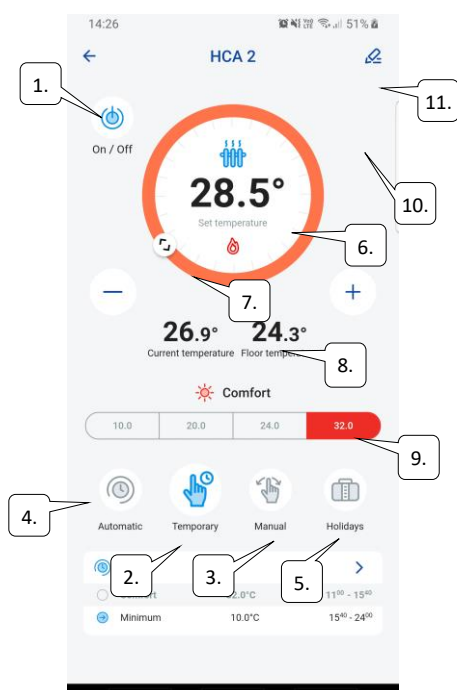 14:26 51%
HCA 2
1.
11.
On / Off
28.5°
Set temperature
10.
6.
7.
26.9° 24.3°
Current temperature Floor
8.
Comfort
10.0 20.0 24.0 32.0
9.
4.
Automatic Temporary Manual Holidays
2.
3.
5.
11⁰⁰ - 15⁴⁰
Minimum 10.0°C 15⁴⁰ - 24⁰⁰